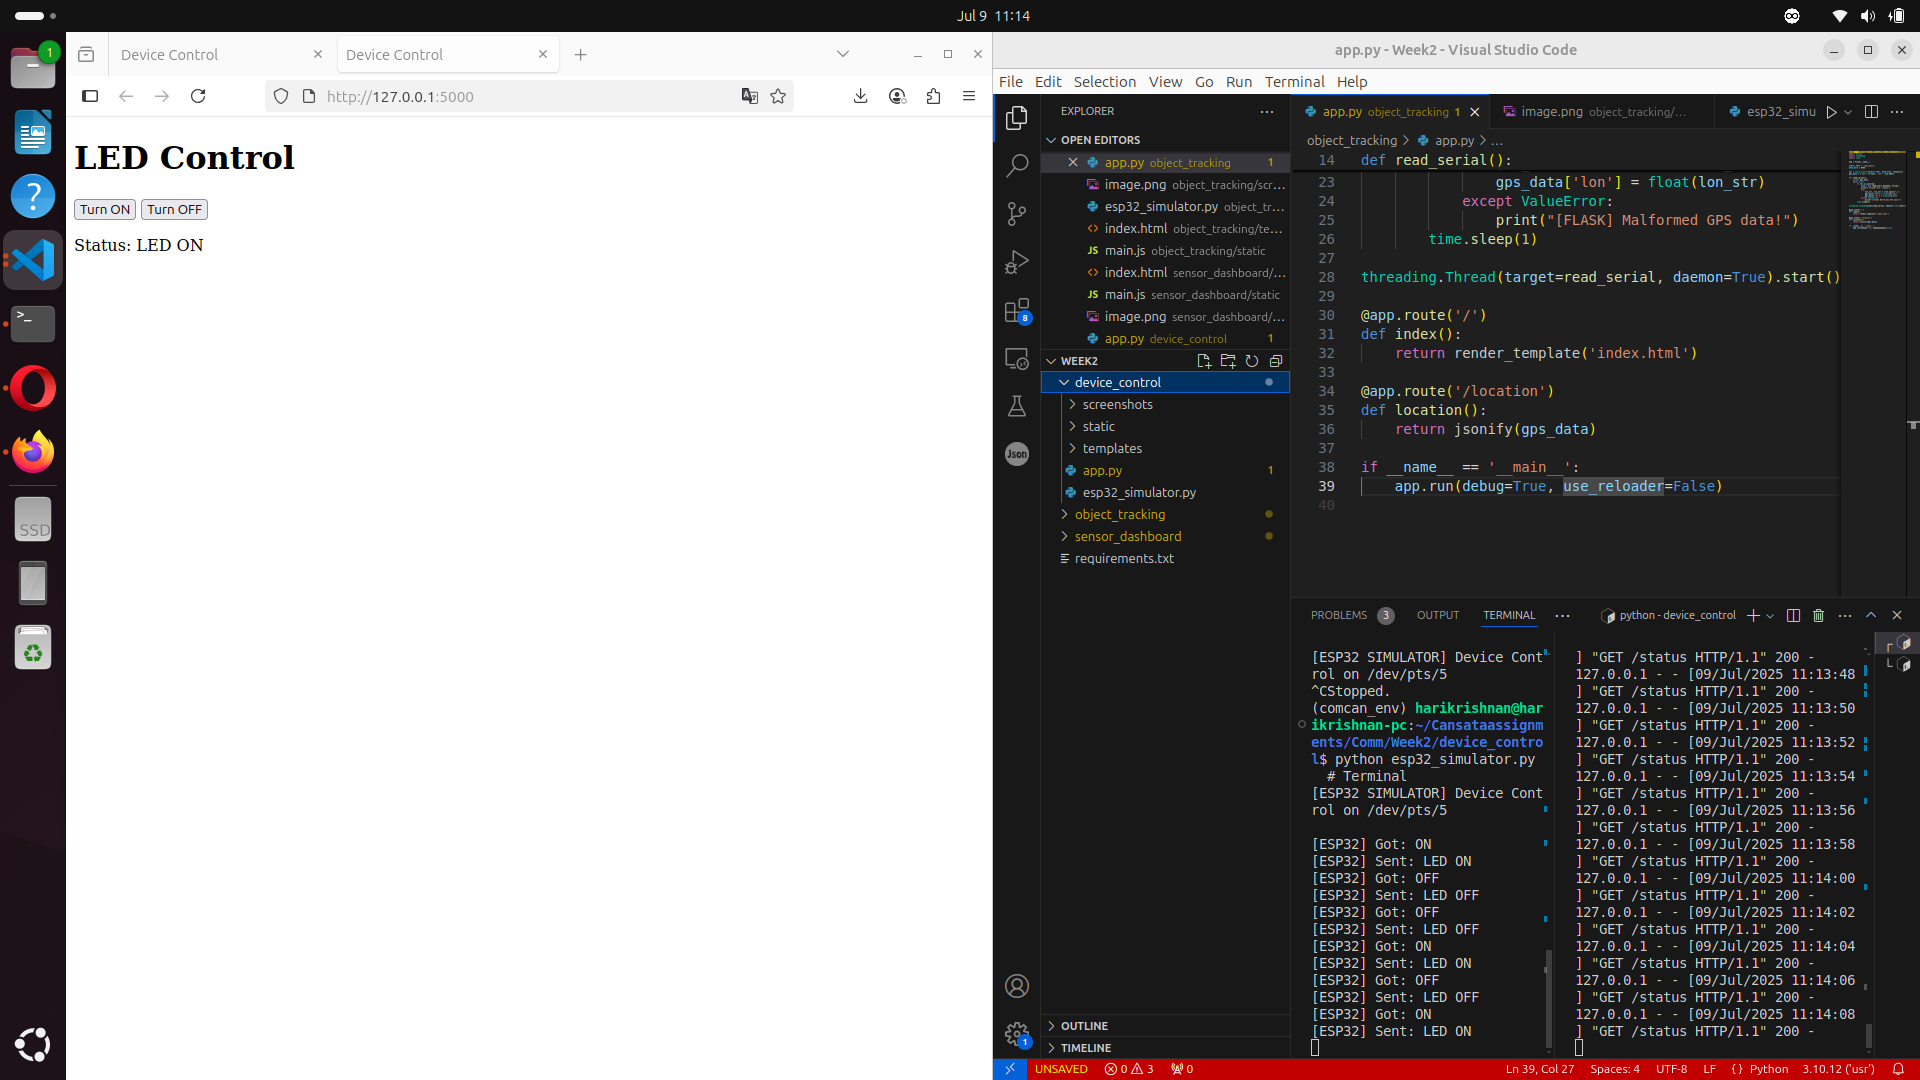 Jul 9 11:14
1
Device Control
Device Control
http://127.0.0.1:5000
LED Control
Turn ON
Turn OFF
Status: LED ON
SSD
app.py - Week2 - Visual Studio Code
File Edit Selection View Go Run Terminal Help
EXPLORER
OPEN EDITORS
app.py object_tracking 1
image.png object_tracking/scr...
esp32_simulator.py object_tr...
index.html object_tracking/te...
JS main.js object_tracking/static
index.html sensor_dashboard/...
JS main.js sensor_dashboard/static
image.png sensor_dashboard/...
app.py device_control 1
WEEK2
device_control
screenshots
static
templates
app.py 1
esp32_simulator.py
object_tracking
sensor_dashboard
requirements.txt
OUTLINE
TIMELINE
8
Json
1
app.py object_tracking 1
image.png object_tracking/...
esp32_simu
object_tracking > app.py > ...
14 def read_serial():
23 gps_data['lon'] = float(lon_str)
24 except ValueError:
25 print("[FLASK] Malformed GPS data!")
26 time.sleep(1)
27
28 threading.Thread(target=read_serial, daemon=True).start()
29
30 @app.route('/')
31 def index():
32 return render_template('index.html')
33
34 @app.route('/location')
35 def location():
36 return jsonify(gps_data)
37
38 if __name__ == '__main__':
39 app.run(debug=True, use_reloader=False)
40
PROBLEMS 3 OUTPUT TERMINAL
python - device_control
[ESP32 SIMULATOR] Device Cont
rol on /dev/pts/5
^CStopped.
(comcan_env) harikrishnan@har
ikrishnan-pc:~/Cansataassignm
ents/Comm/Week2/device_contro
l$ python esp32_simulator.py
# Terminal
[ESP32 SIMULATOR] Device Cont
rol on /dev/pts/5
[ESP32] Got: ON
[ESP32] Sent: LED ON
[ESP32] Got: OFF
[ESP32] Sent: LED OFF
[ESP32] Got: OFF
[ESP32] Sent: LED OFF
[ESP32] Got: ON
[ESP32] Sent: LED ON
[ESP32] Got: OFF
[ESP32] Sent: LED OFF
[ESP32] Got: ON
[ESP32] Sent: LED ON
] "GET /status HTTP/1.1" 200 -
127.0.0.1 - - [09/Jul/2025 11:13:48
] "GET /status HTTP/1.1" 200 -
127.0.0.1 - - [09/Jul/2025 11:13:50
] "GET /status HTTP/1.1" 200 -
127.0.0.1 - - [09/Jul/2025 11:13:52
] "GET /status HTTP/1.1" 200 -
127.0.0.1 - - [09/Jul/2025 11:13:54
] "GET /status HTTP/1.1" 200 -
127.0.0.1 - - [09/Jul/2025 11:13:56
] "GET /status HTTP/1.1" 200 -
127.0.0.1 - - [09/Jul/2025 11:13:58
] "GET /status HTTP/1.1" 200 -
127.0.0.1 - - [09/Jul/2025 11:14:00
] "GET /status HTTP/1.1" 200 -
127.0.0.1 - - [09/Jul/2025 11:14:02
] "GET /status HTTP/1.1" 200 -
127.0.0.1 - - [09/Jul/2025 11:14:04
] "GET /status HTTP/1.1" 200 -
127.0.0.1 - - [09/Jul/2025 11:14:06
] "GET /status HTTP/1.1" 200 -
127.0.0.1 - - [09/Jul/2025 11:14:08
] "GET /status HTTP/1.1" 200 -
UNSAVED 0 3 0 Ln 39, Col 27 Spaces: 4 UTF-8 LF {} Python 3.10.12 ('usr')